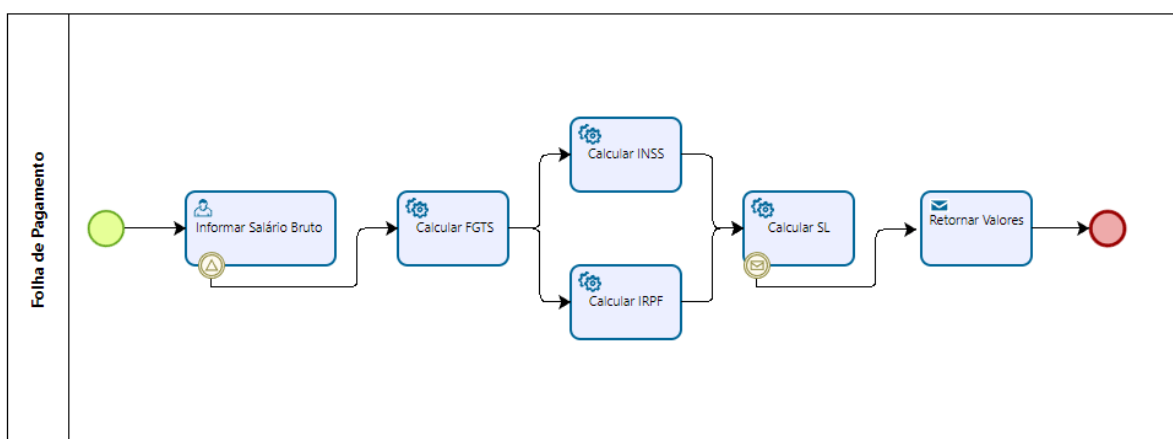 Folha de Pagamento
Informar Salário Bruto
Calcular FGTS
Calcular INSS
Calcular IRPF
Calcular SL
Retornar Valores